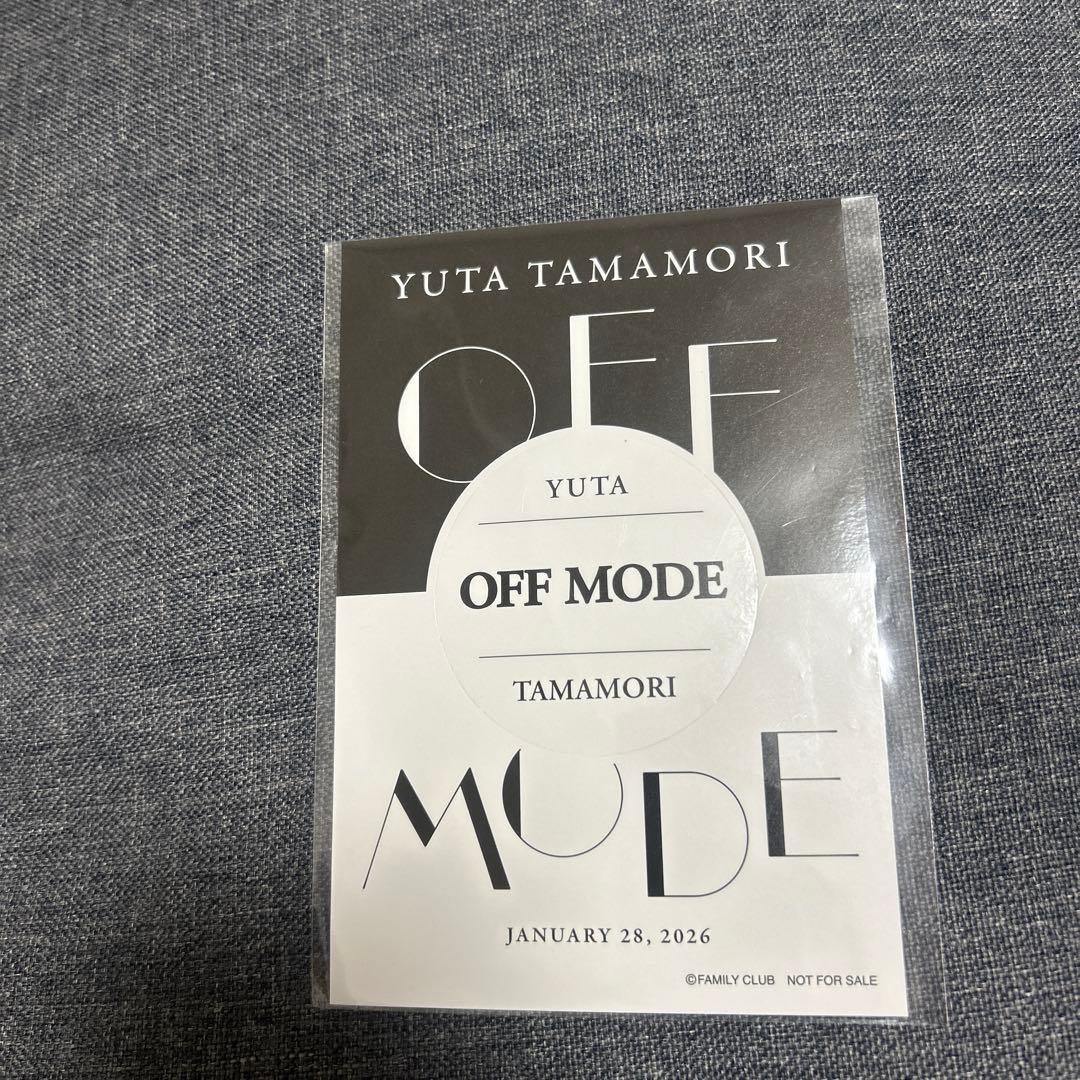 YUTA TAMAMORI
OFF
YUTA
OFF MODE
TAMAMORI
MODE
JANUARY 28, 2026
©FAMILY CLUB NOT FOR SALE